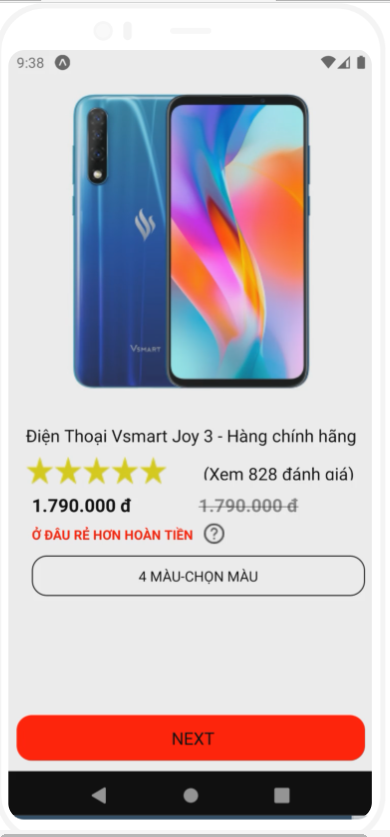 9:38
VSMART
Điện Thoại Vsmart Joy 3 - Hàng chính hãng
(Xem 828 đánh giá)
1.790.000 đ 1.790.000 đ
Ở ĐÂU RẺ HƠN HOÀN TIỀN ?
4 MÀU-CHỌN MÀU
NEXT